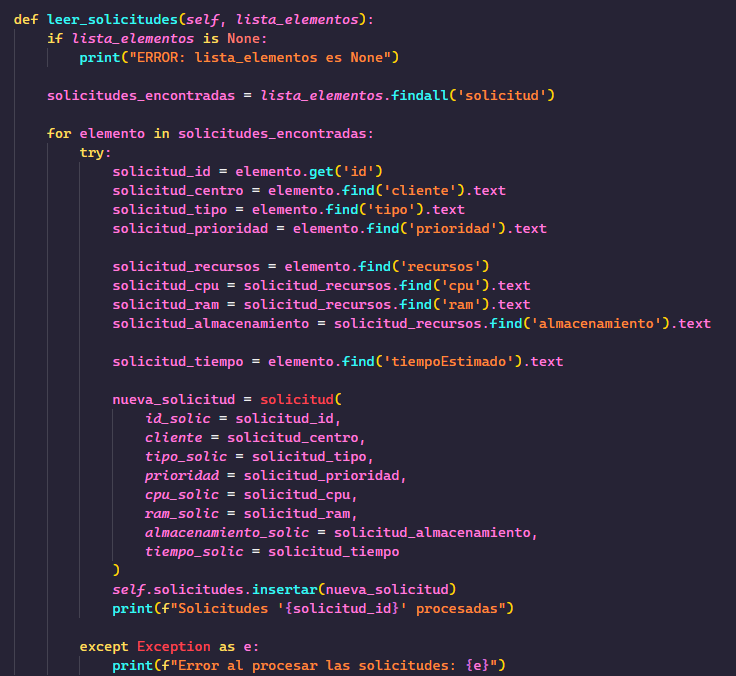 def leer_solicitudes(self, lista_elementos):
    if lista_elementos is None:
        print("ERROR: lista_elementos es None")

    solicitudes_encontradas = lista_elementos.findall('solicitud')

    for elemento in solicitudes_encontradas:
        try:
            solicitud_id = elemento.get('id')
            solicitud_centro = elemento.find('cliente').text
            solicitud_tipo = elemento.find('tipo').text
            solicitud_prioridad = elemento.find('prioridad').text

            solicitud_recursos = elemento.find('recursos')
            solicitud_cpu = solicitud_recursos.find('cpu').text
            solicitud_ram = solicitud_recursos.find('ram').text
            solicitud_almacenamiento = solicitud_recursos.find('almacenamiento').text

            solicitud_tiempo = elemento.find('tiempoEstimado').text

            nueva_solicitud = solicitud(
                id_solic = solicitud_id,
                cliente = solicitud_centro,
                tipo_solic = solicitud_tipo,
                prioridad = solicitud_prioridad,
                cpu_solic = solicitud_cpu,
                ram_solic = solicitud_ram,
                almacenamiento_solic = solicitud_almacenamiento,
                tiempo_solic = solicitud_tiempo
            )
            self.solicitudes.insertar(nueva_solicitud)
            print(f"Solicitudes '{solicitud_id}' procesadas")

        except Exception as e:
            print(f"Error al procesar las solicitudes: {e}")